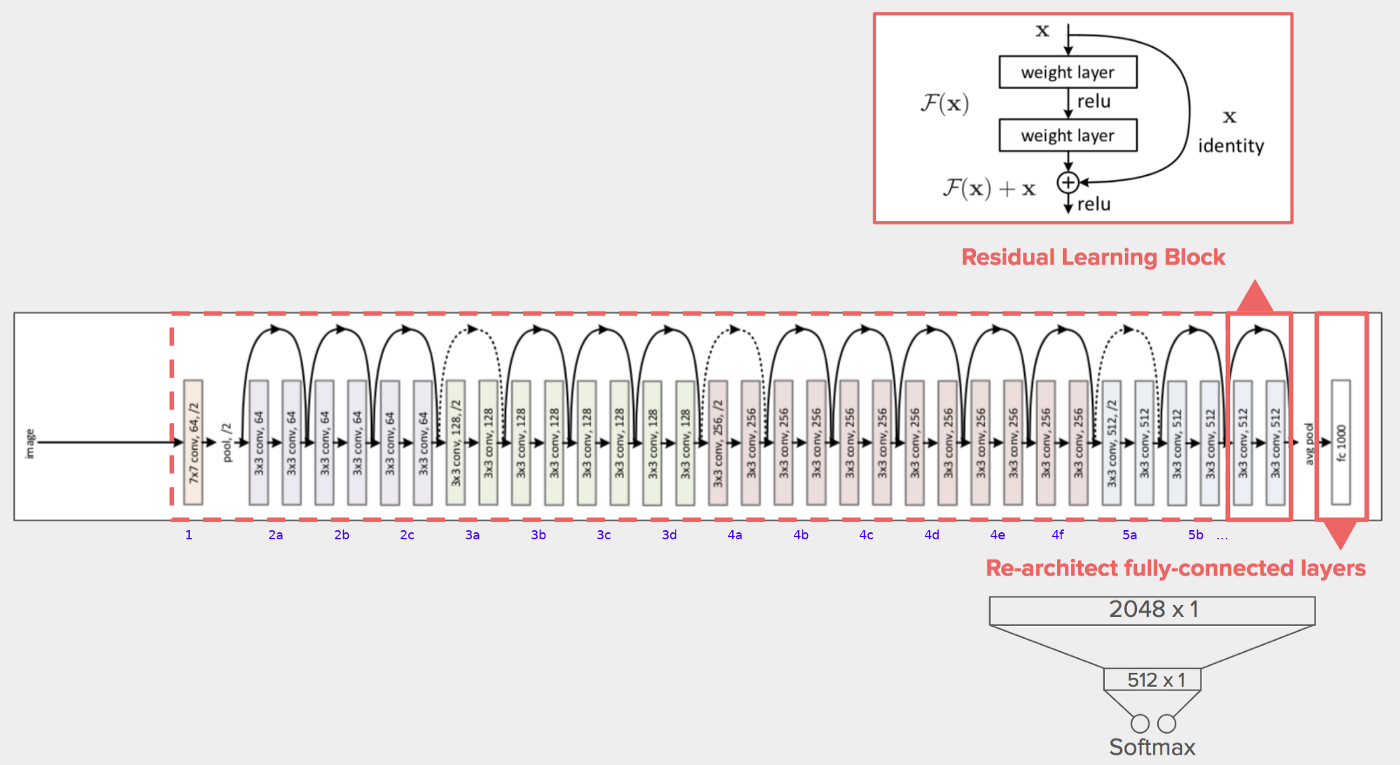 x
weight layer
F(x)
relu
x
weight layer
identity
F(x) + x
relu
Residual Learning Block
image
7x7 conv, 64, /2
pool, /2
3x3 conv, 64
3x3 conv, 64
3x3 conv, 64
3x3 conv, 64
3x3 conv, 64
3x3 conv, 64
3x3 conv, 128, /2
3x3 conv, 128
3x3 conv, 128
3x3 conv, 128
3x3 conv, 128
3x3 conv, 128
3x3 conv, 128
3x3 conv, 128
3x3 conv, 256, /2
3x3 conv, 256
3x3 conv, 256
3x3 conv, 256
3x3 conv, 256
3x3 conv, 256
3x3 conv, 256
3x3 conv, 256
3x3 conv, 256
3x3 conv, 256
3x3 conv, 256
3x3 conv, 256
3x3 conv, 512, /2
3x3 conv, 512
3x3 conv, 512
3x3 conv, 512
3x3 conv, 512
3x3 conv, 512
avg pool
fc 1000
1 2a 2b 2c 3a 3b 3c 3d 4a 4b 4c 4d 4e 4f 5a 5b ...
Re-architect fully-connected layers
2048 x 1
512 x 1
Softmax